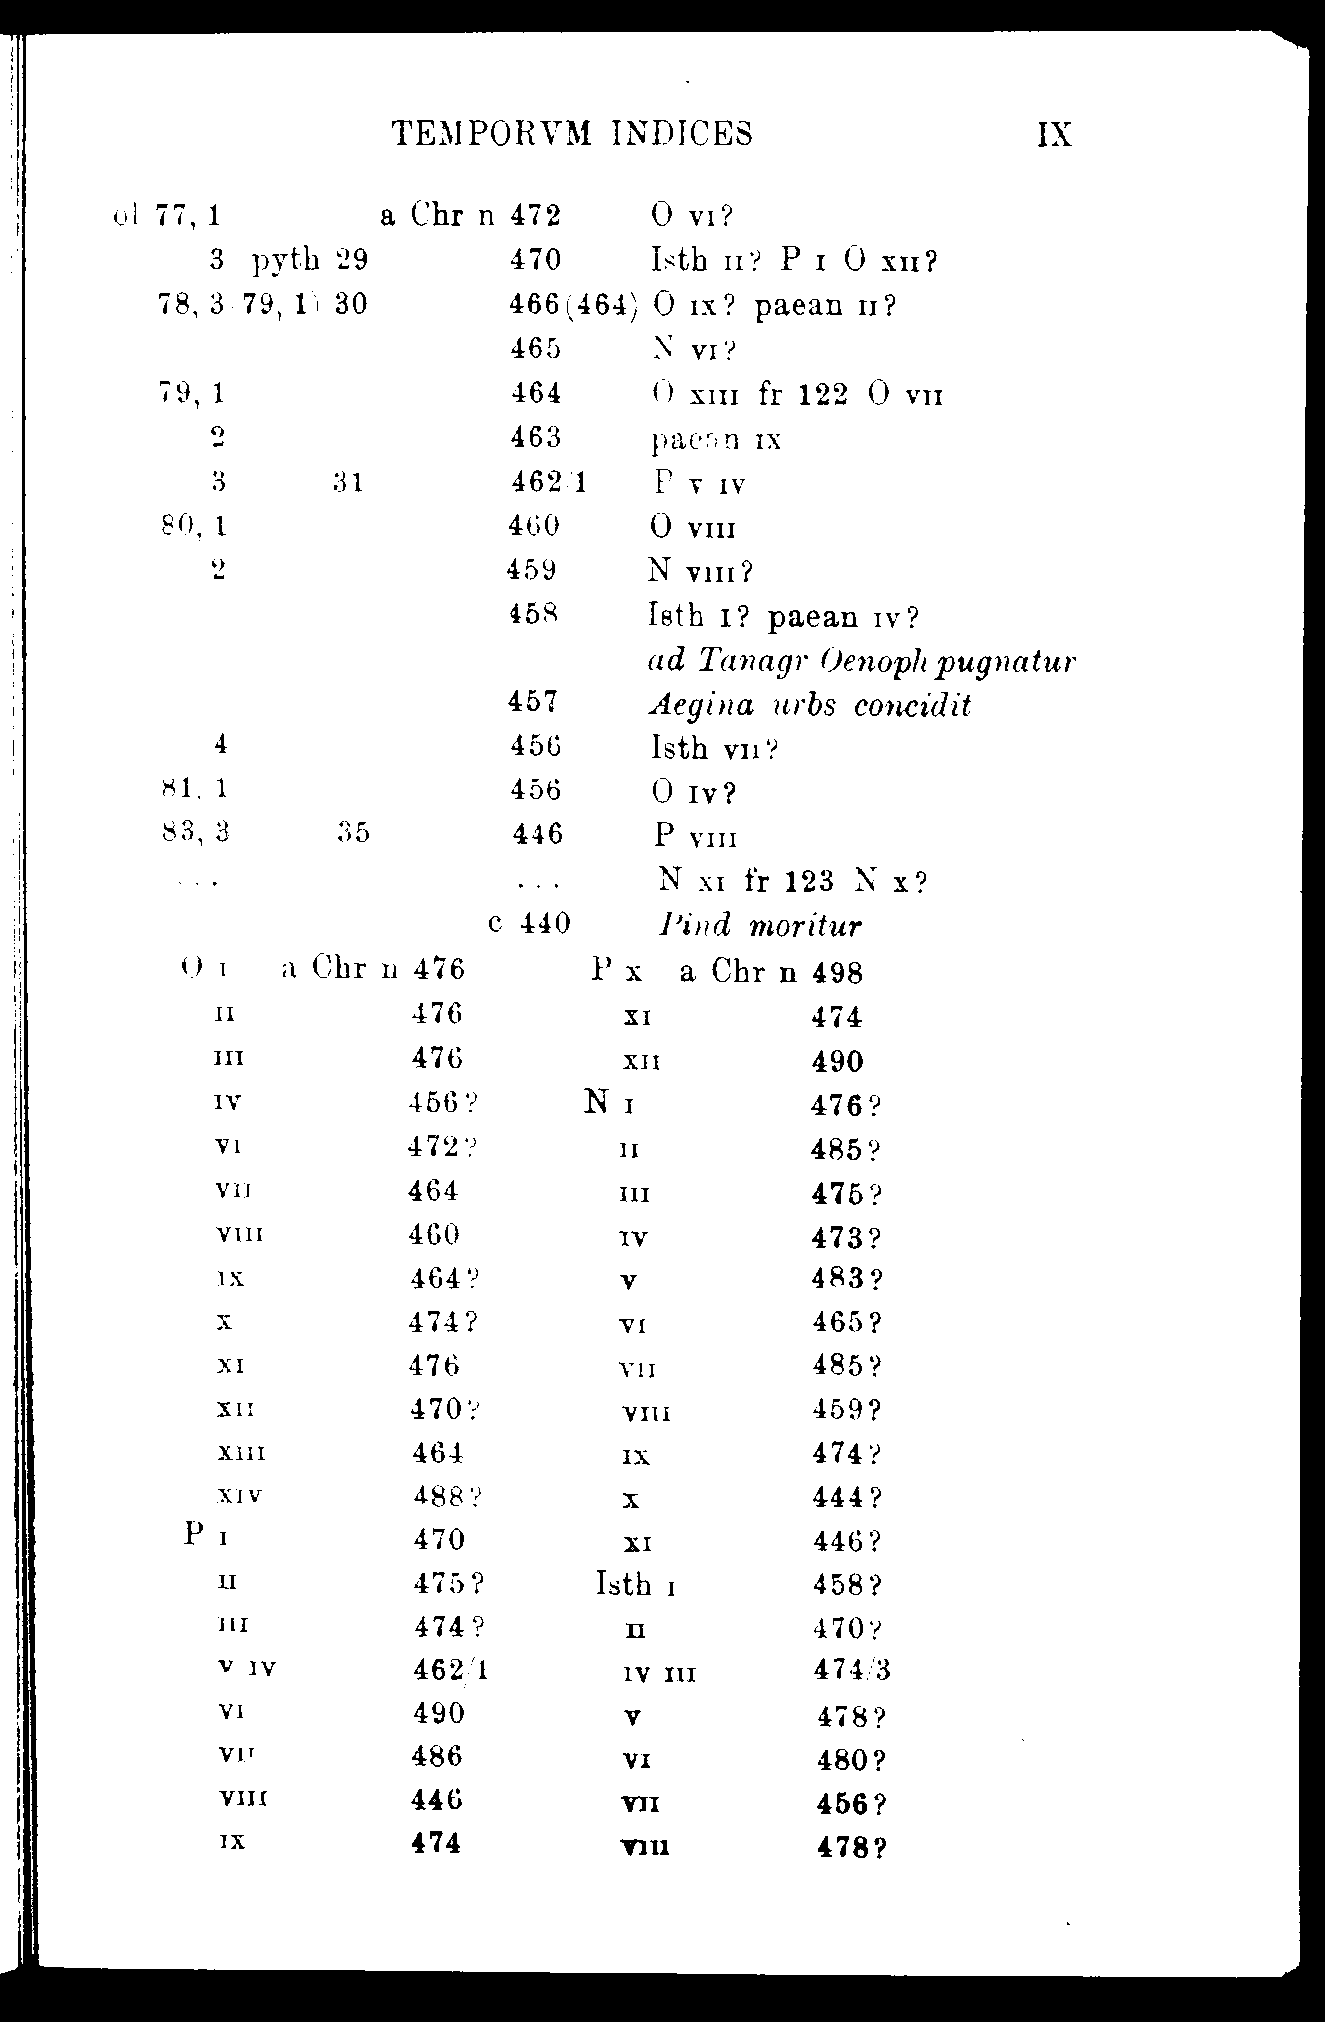 TEMPORVM INDICES IX
ol 77, 1 a Chr n 472 O VI?
3 pyth 29 470 Isth II? P I O XII?
78, 3 (79, 1) 30 466 (464) O IX? paean II?
465 N VI?
79, 1 464 O XIII fr 122 O VII
2 463 paean IX
3 31 462/1 P V IV
80, 1 460 O VIII
2 459 N VIII?
458 Isth I? paean IV?
ad Tanagr Oenoph pugnatur
457 Aegina urbs concidit
4 456 Isth VII?
81, 1 456 O IV?
83, 3 35 446 P VIII
... ... N XI fr 123 N X?
c 440 Pind moritur
O I a Chr n 476 P X a Chr n 498
II 476 XI 474
III 476 XII 490
IV 456? N I 476?
VI 472? II 485?
VII 464 III 475?
VIII 460 IV 473?
IX 464? V 483?
X 474? VI 465?
XI 476 VII 485?
XII 470? VIII 459?
XIII 464 IX 474?
XIV 488? X 444?
P I 470 XI 446?
II 475? Isth I 458?
III 474? II 470?
V IV 462/1 IV III 474/3
VI 490 V 478?
VII 486 VI 480?
VIII 446 VII 456?
IX 474 VIII 478?